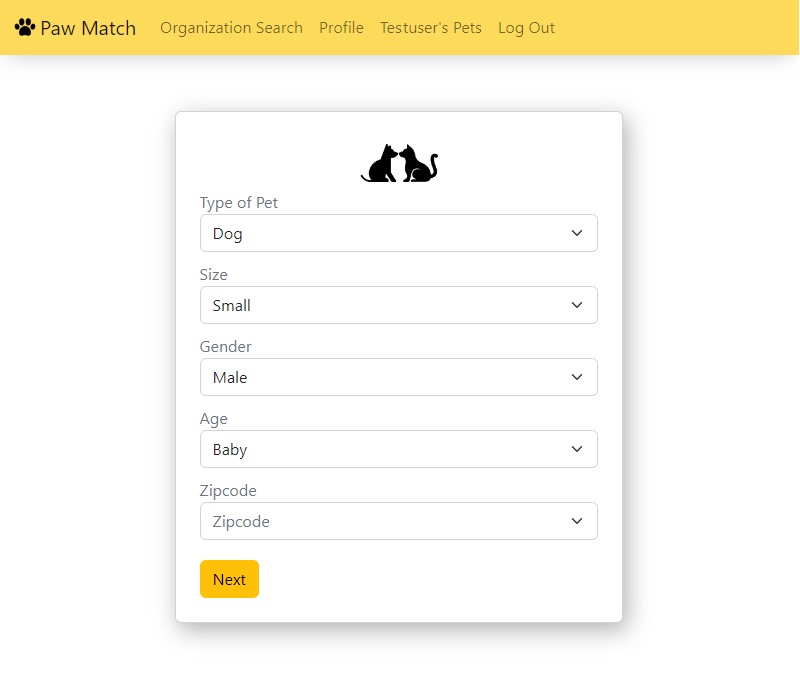 Paw Match Organization Search Profile Testuser's Pets Log Out
Type of Pet
Dog
Size
Small
Gender
Male
Age
Baby
Zipcode
Zipcode
Next